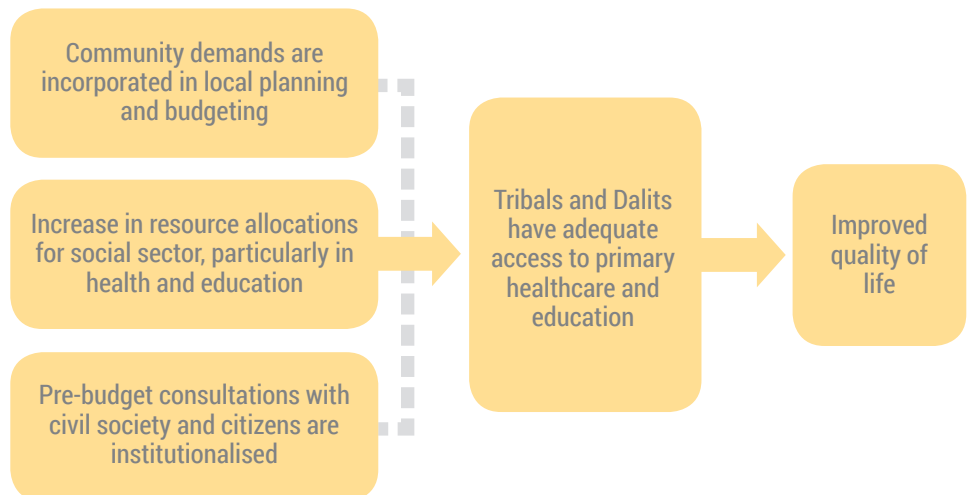 Community demands are
incorporated in local planning
and budgeting
Increase in resource allocations
for social sector, particularly in
health and education
Pre-budget consultations with
civil society and citizens are
institutionalised
Tribals and Dalits
have adequate
access to primary
healthcare and
education
Improved
quality of
life